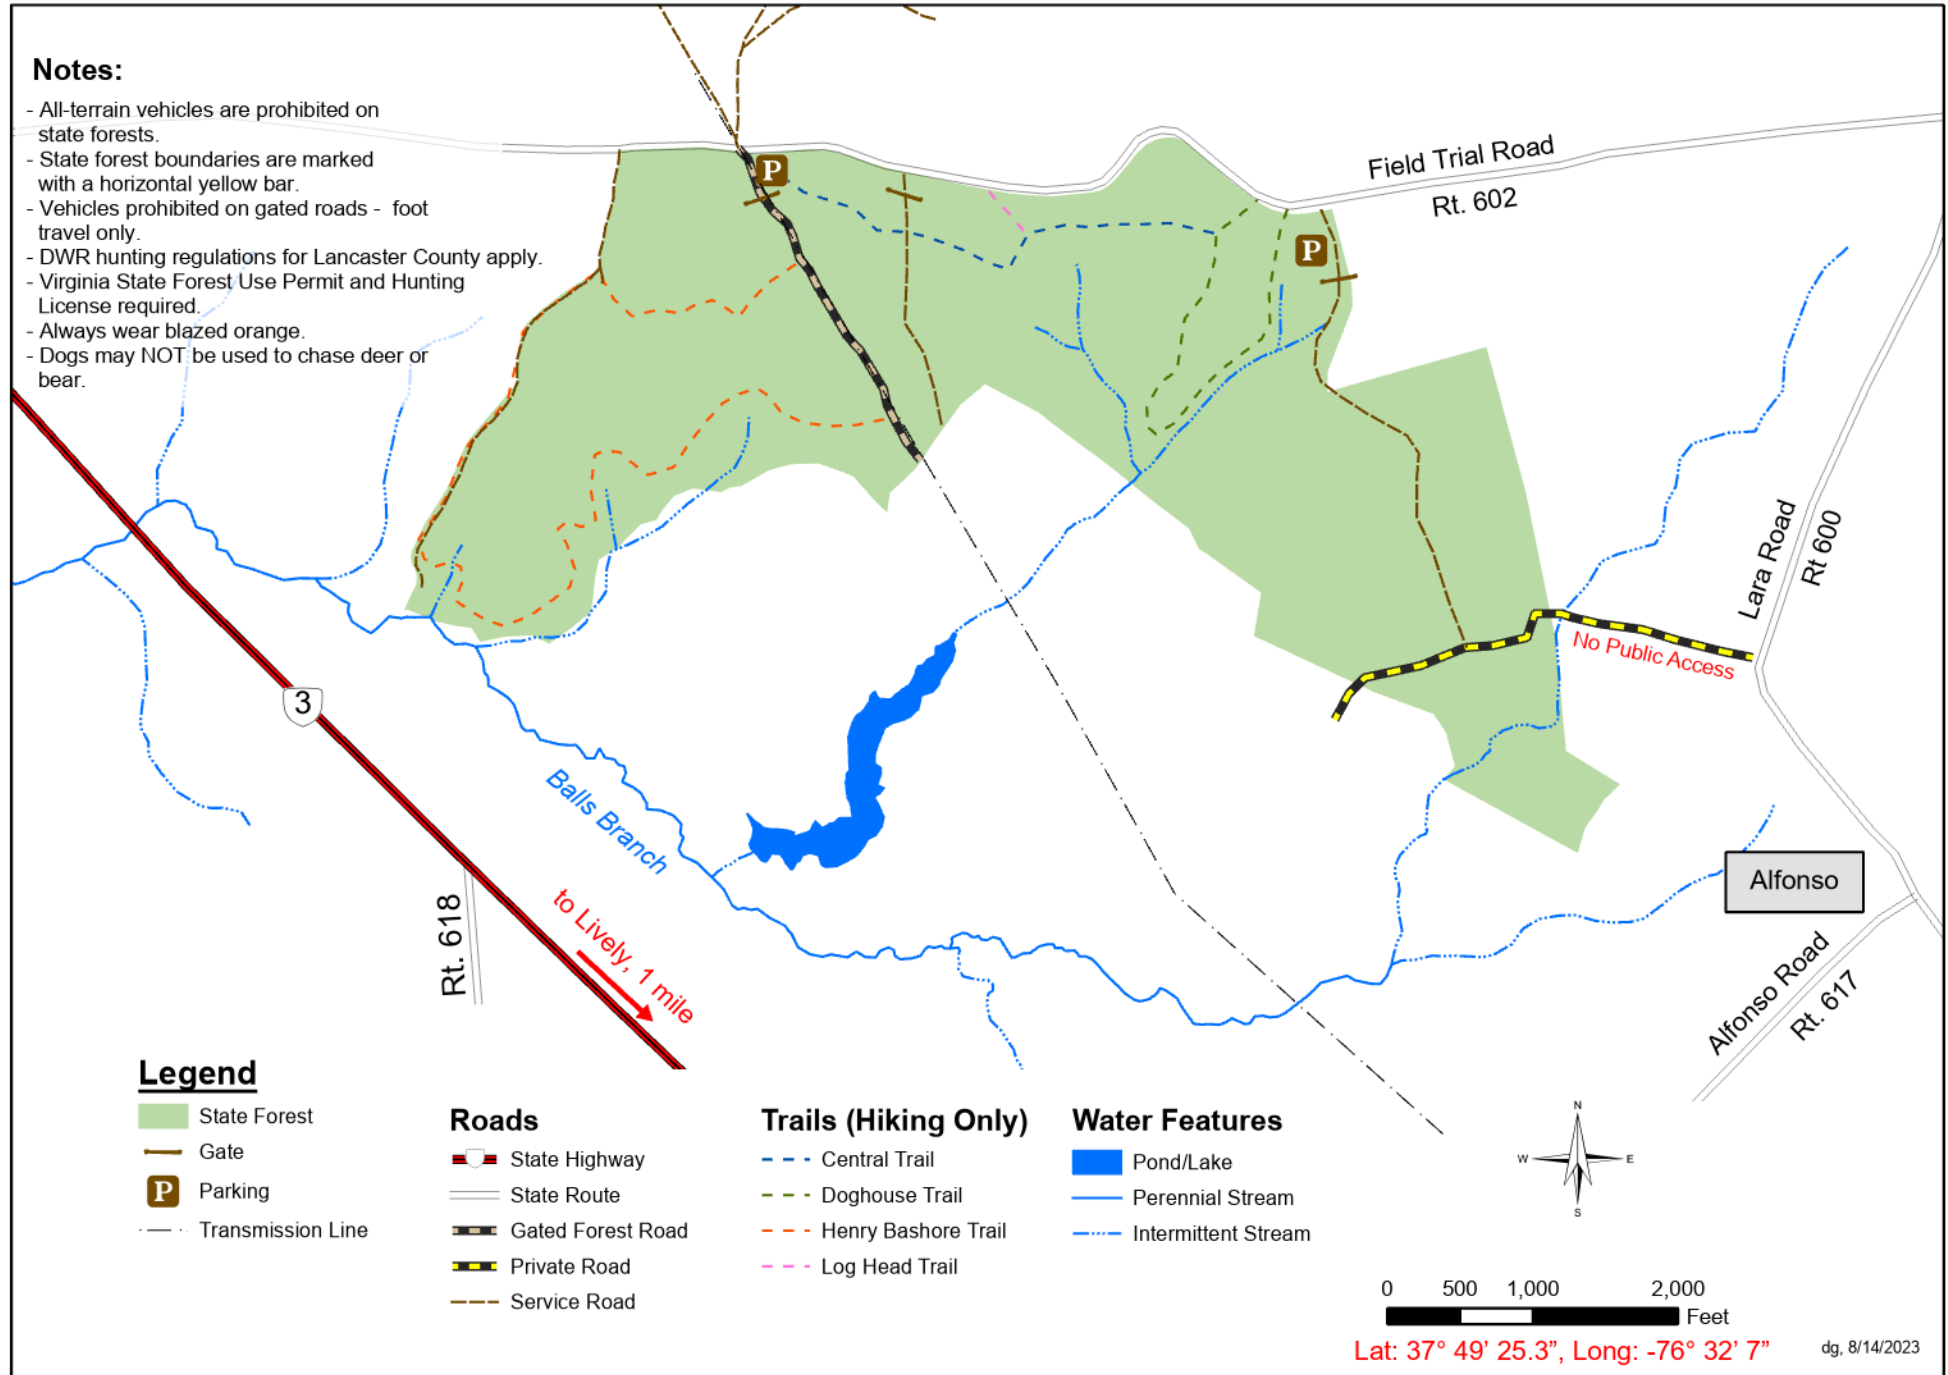 Notes:
- All-terrain vehicles are prohibited on
state forests.
- State forest boundaries are marked
with a horizontal yellow bar.
- Vehicles prohibited on gated roads -  foot
travel only.
- DWR hunting regulations for Lancaster County apply.
- Virginia State Forest Use Permit and Hunting
License required.
- Always wear blazed orange.
- Dogs may NOT be used to chase deer or
bear.
P
P
Field Trial Road
Rt. 602
Lara Road
Rt 600
No Public Access
3
Balls Branch
Rt. 618
to Lively, 1 mile
Alfonso
Alfonso Road
Rt. 617
Legend
State Forest
Gate
P Parking
Transmission Line
Roads
State Highway
State Route
Gated Forest Road
Private Road
Service Road
Trails (Hiking Only)
Central Trail
Doghouse Trail
Henry Bashore Trail
Log Head Trail
Water Features
Pond/Lake
Perennial Stream
Intermittent Stream
N
W E
S
0 500 1,000 2,000
Feet
Lat: 37° 49’ 25.3”, Long: -76° 32’ 7”
dg, 8/14/2023